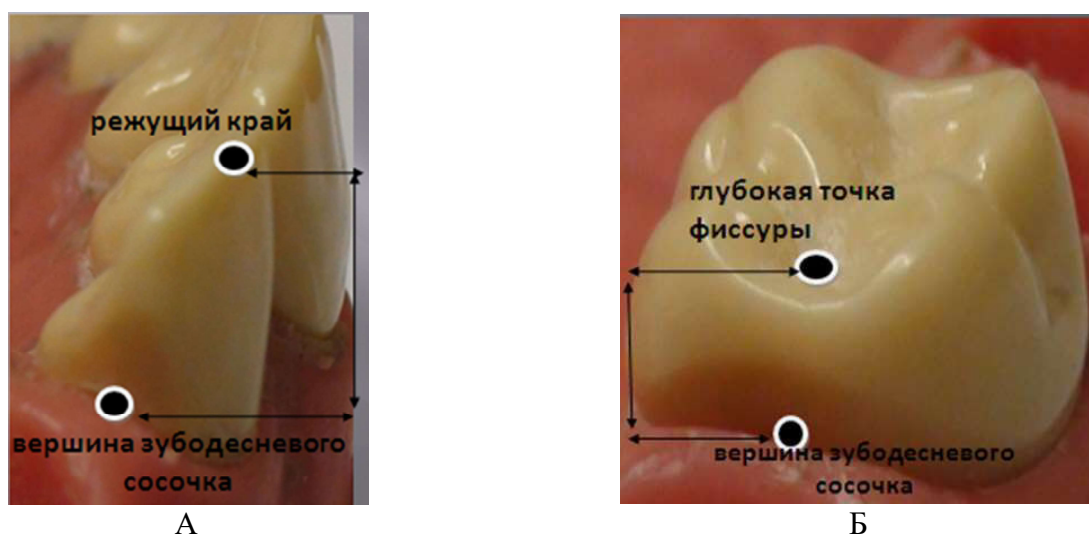 режущий край
вершина зубодесневого
сосочка
А
глубокая точка
фиссуры
вершина зубодесневого
сосочка
Б